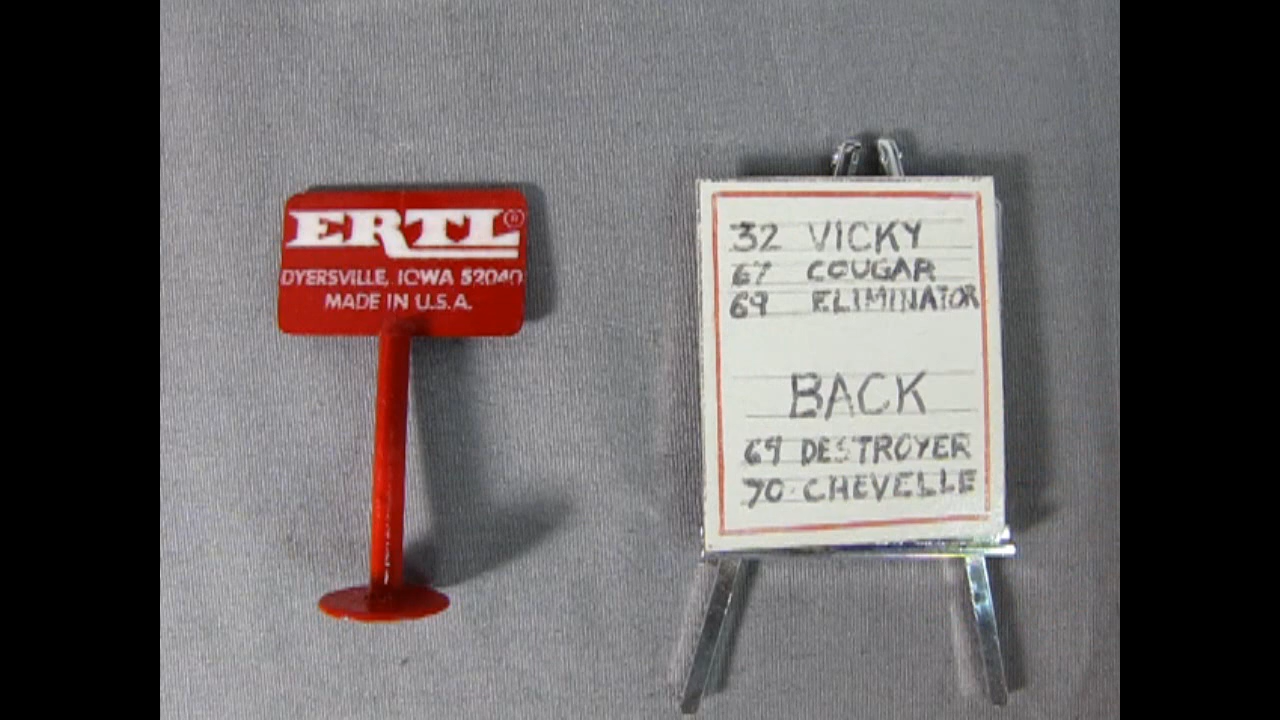 ERTL®
DYERSVILLE, IOWA 52040
MADE IN U.S.A.
32 VICKY
67 COUGAR
69 ELIMINATOR
BACK
69 DESTROYER
70 CHEVELLE